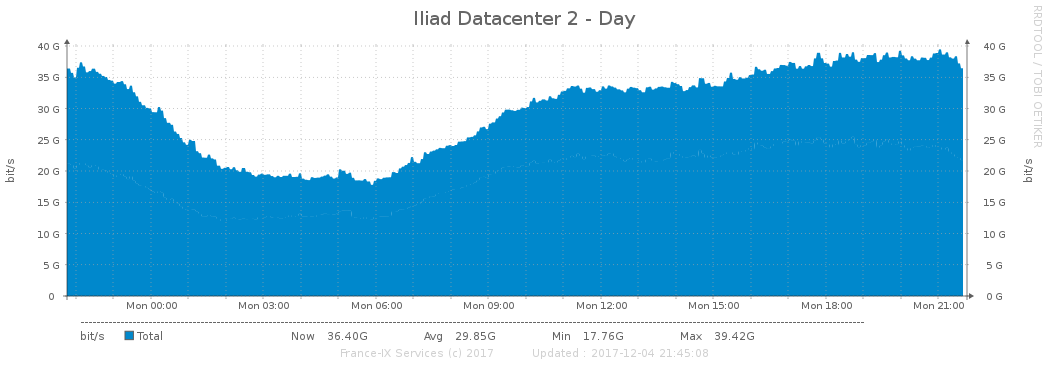 Iliad Datacenter 2 - Day
RRDTOOL / TOBI OETIKER
bit/s
40 G 40 G
35 G 35 G
30 G 30 G
25 G 25 G
20 G 20 G
15 G 15 G
10 G 10 G
5 G 5 G
0 0 G
bit/s
Mon 00:00 Mon 03:00 Mon 06:00 Mon 09:00 Mon 12:00 Mon 15:00 Mon 18:00 Mon 21:00
bit/s Total Now 36.40G Avg 29.85G Min 17.76G Max 39.42G
France-IX Services (c) 2017 Updated : 2017-12-04 21:45:08